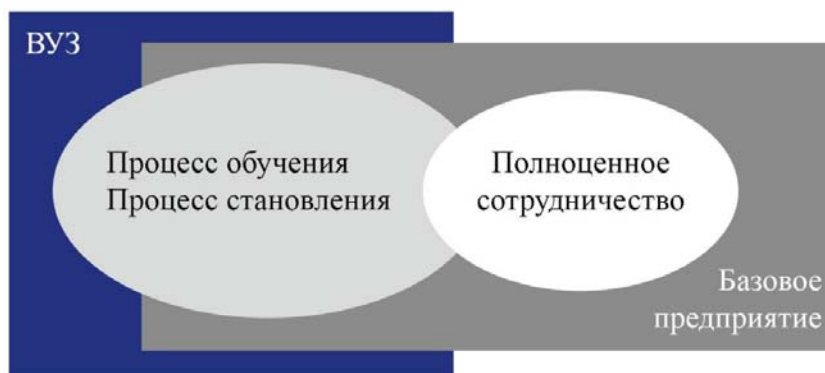 ВУЗ
Процесс обучения
Процесс становления
Полноценное
сотрудничество
Базовое
предприятие